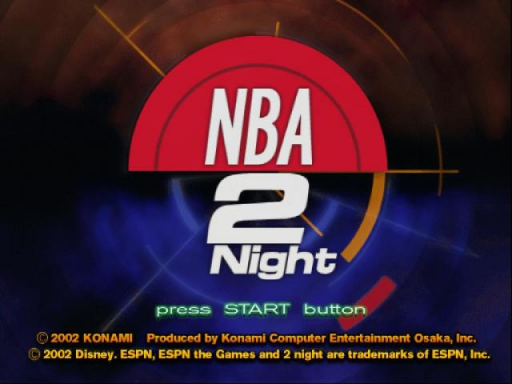 NBA
2
Night
press START button
© 2002 KONAMI Produced by Konami Computer Entertainment Osaka, Inc.
© 2002 Disney. ESPN, ESPN the Games and 2 night are trademarks of ESPN, Inc.